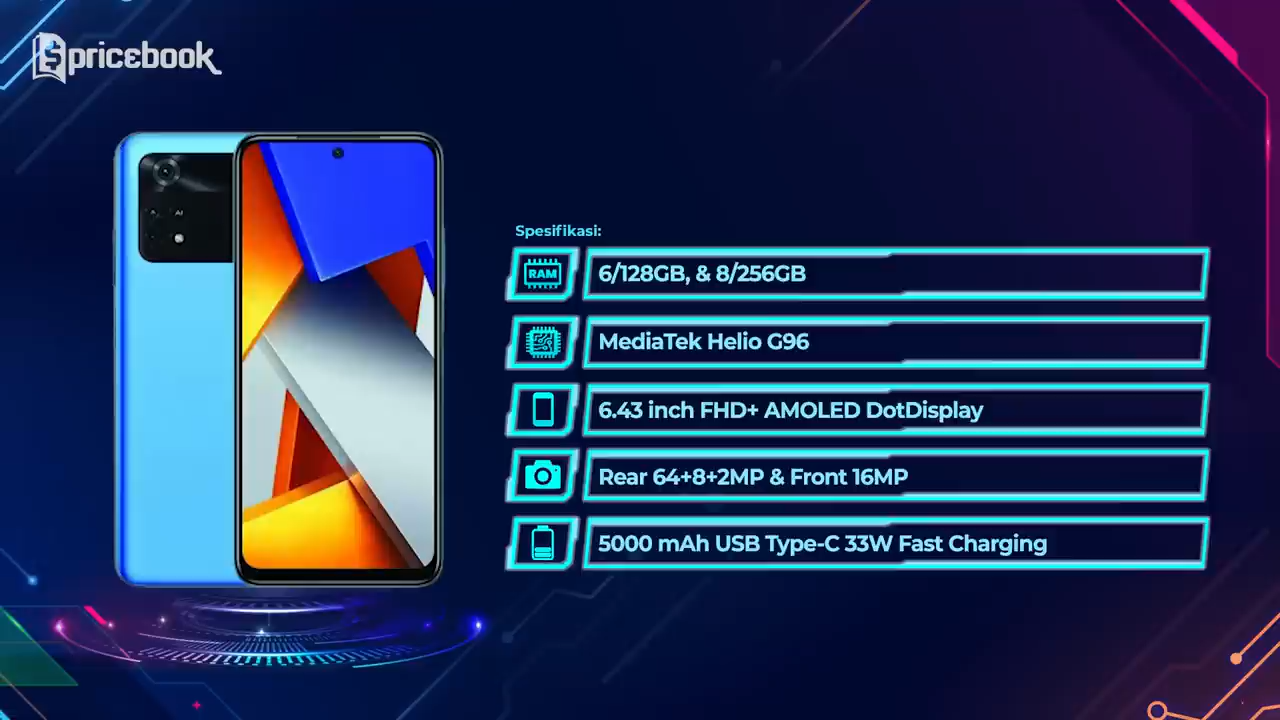 pricebook
AI
Spesifikasi:
RAM
6/128GB, & 8/256GB
MediaTek Helio G96
6.43 inch FHD+ AMOLED DotDisplay
Rear 64+8+2MP & Front 16MP
5000 mAh USB Type-C 33W Fast Charging